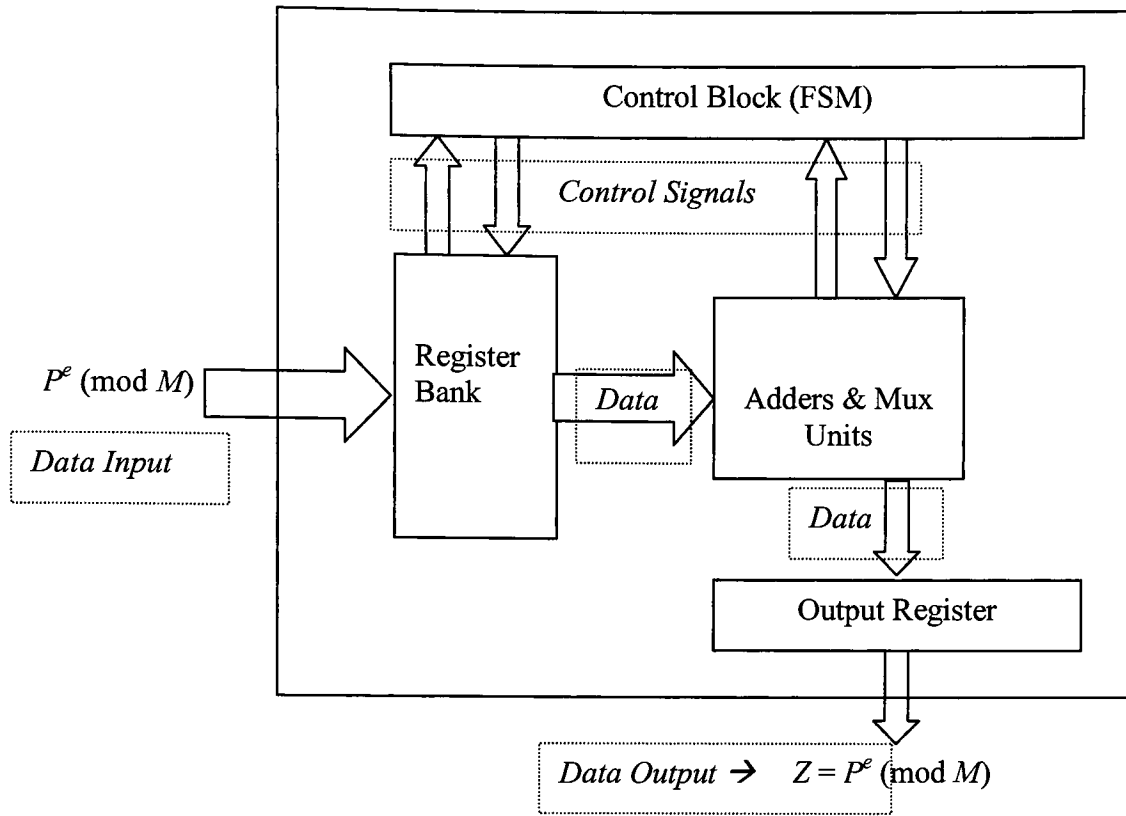 Control Block (FSM)
Control Signals
Register
Bank
P^e (mod M)
Data
Adders & Mux
Units
Data Input
Data
Output Register
Data Output → Z = P^e (mod M)